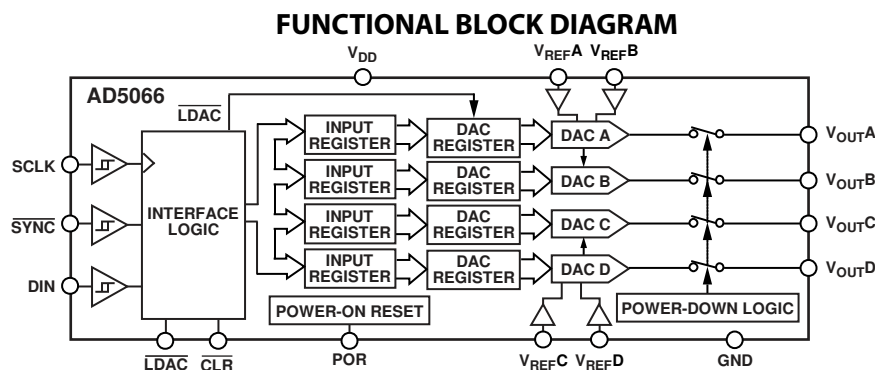 FUNCTIONAL BLOCK DIAGRAM
VDD
VREFA
VREFB
AD5066
LDAC
INPUT
REGISTER
DAC
REGISTER
DAC A
VOUTA
SCLK
INPUT
REGISTER
DAC
REGISTER
DAC B
VOUTB
SYNC
INTERFACE
LOGIC
INPUT
REGISTER
DAC
REGISTER
DAC C
VOUTC
DIN
INPUT
REGISTER
DAC
REGISTER
DAC D
VOUTD
POWER-ON RESET
POWER-DOWN LOGIC
LDAC
CLR
POR
VREFC
VREFD
GND